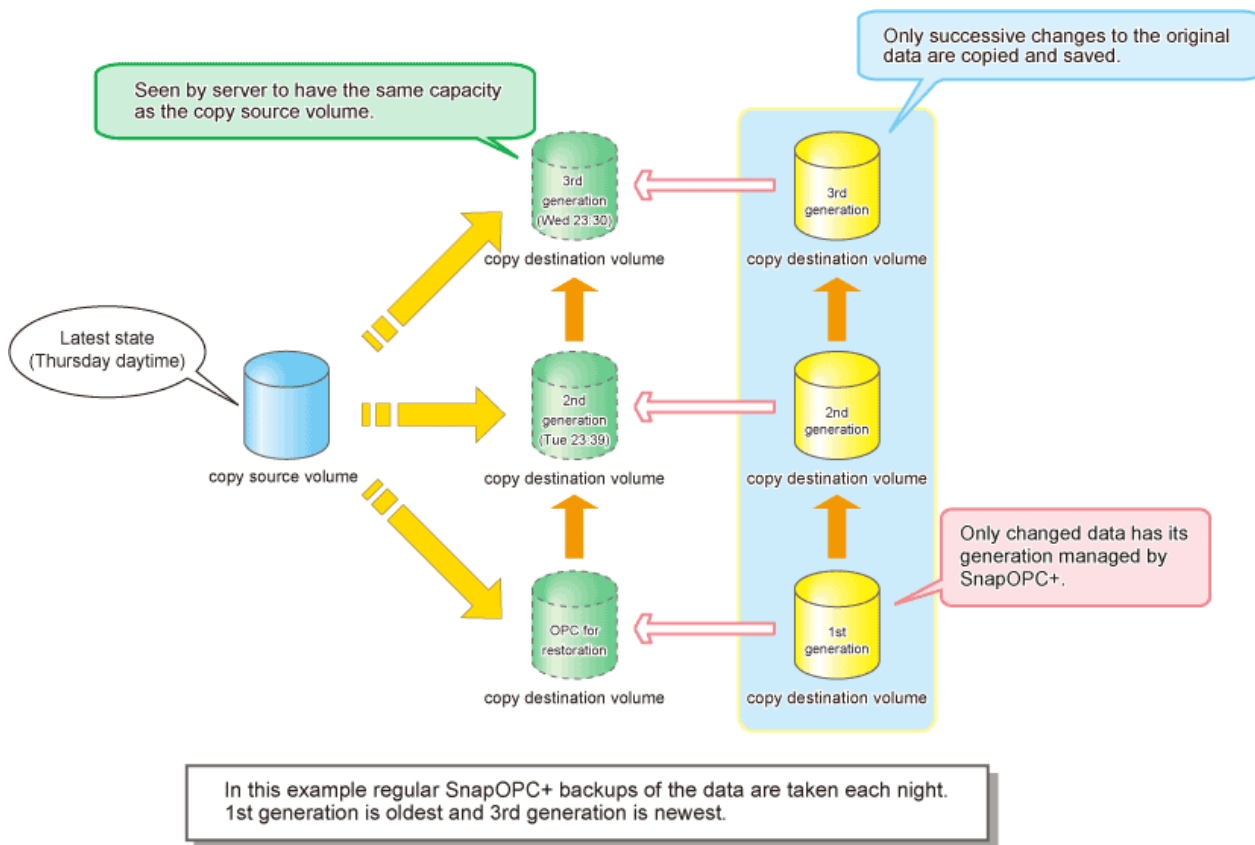 Only successive changes to the original
data are copied and saved.
Seen by server to have the same capacity
as the copy source volume.
3rd
generation
(Wed 23:30)
copy destination volume
3rd
generation
copy destination volume
Latest state
(Thursday daytime)
copy source volume
2nd
generation
(Tue 23:39)
copy destination volume
2nd
generation
copy destination volume
Only changed data has its
generation managed by
SnapOPC+.
OPC for
restoration
copy destination volume
1st
generation
copy destination volume
In this example regular SnapOPC+ backups of the data are taken each night.
1st generation is oldest and 3rd generation is newest.